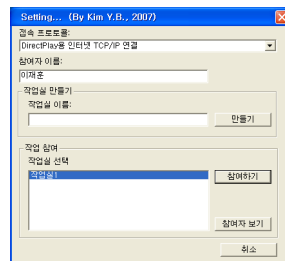 Setting... (By Kim Y.B., 2007)
접속 프로토콜:
DirectPlay용 인터넷 TCP/IP 연결
참여자 이름:
이재훈
작업실 만들기
작업실 이름:
만들기
작업 참여
작업실 선택
작업실1
참여하기
참여자 보기
취소